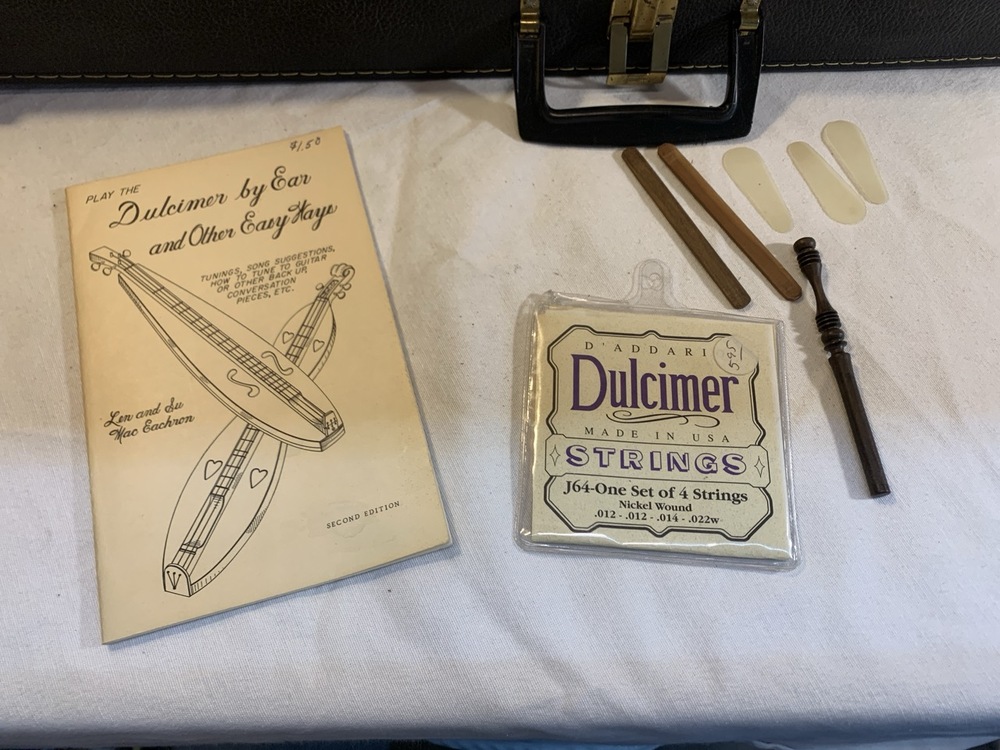 $1.50
PLAY THE
Dulcimer by Ear
and Other Easy Ways
TUNINGS, SONG SUGGESTIONS,
HOW TO TUNE TO GUITAR
OR OTHER BACK UP,
CONVERSATION
PIECES, ETC.
Len and Su
Mac Eachron
SECOND EDITION.
D'ADDARI
595
Dulcimer
MADE IN USA
STRINGS
J64-One Set of 4 Strings
Nickel Wound
.012 - .012 - .014 - .022w